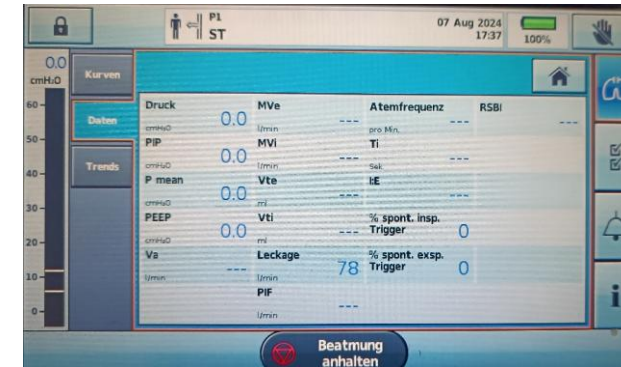 P1
ST
07 Aug 2024
17:37
100%
0.0
cmH₂O
60
50
40
30
20
10
0
Kurven
Daten
Trends
Druck
cmH₂O
0.0
MVe
l/min
---
Atemfrequenz
pro Min.
---
RSBi
---
PIP
cmH₂O
0.0
MVi
l/min
---
Ti
Sek.
---
P mean
cmH₂O
0.0
Vte
ml
---
I:E
---
PEEP
cmH₂O
0.0
Vti
ml
---
% spont. insp.
Trigger
0
Va
l/min
---
Leckage
l/min
78
% spont. exsp.
Trigger
0
PIF
l/min
---
Beatmung
anhalten